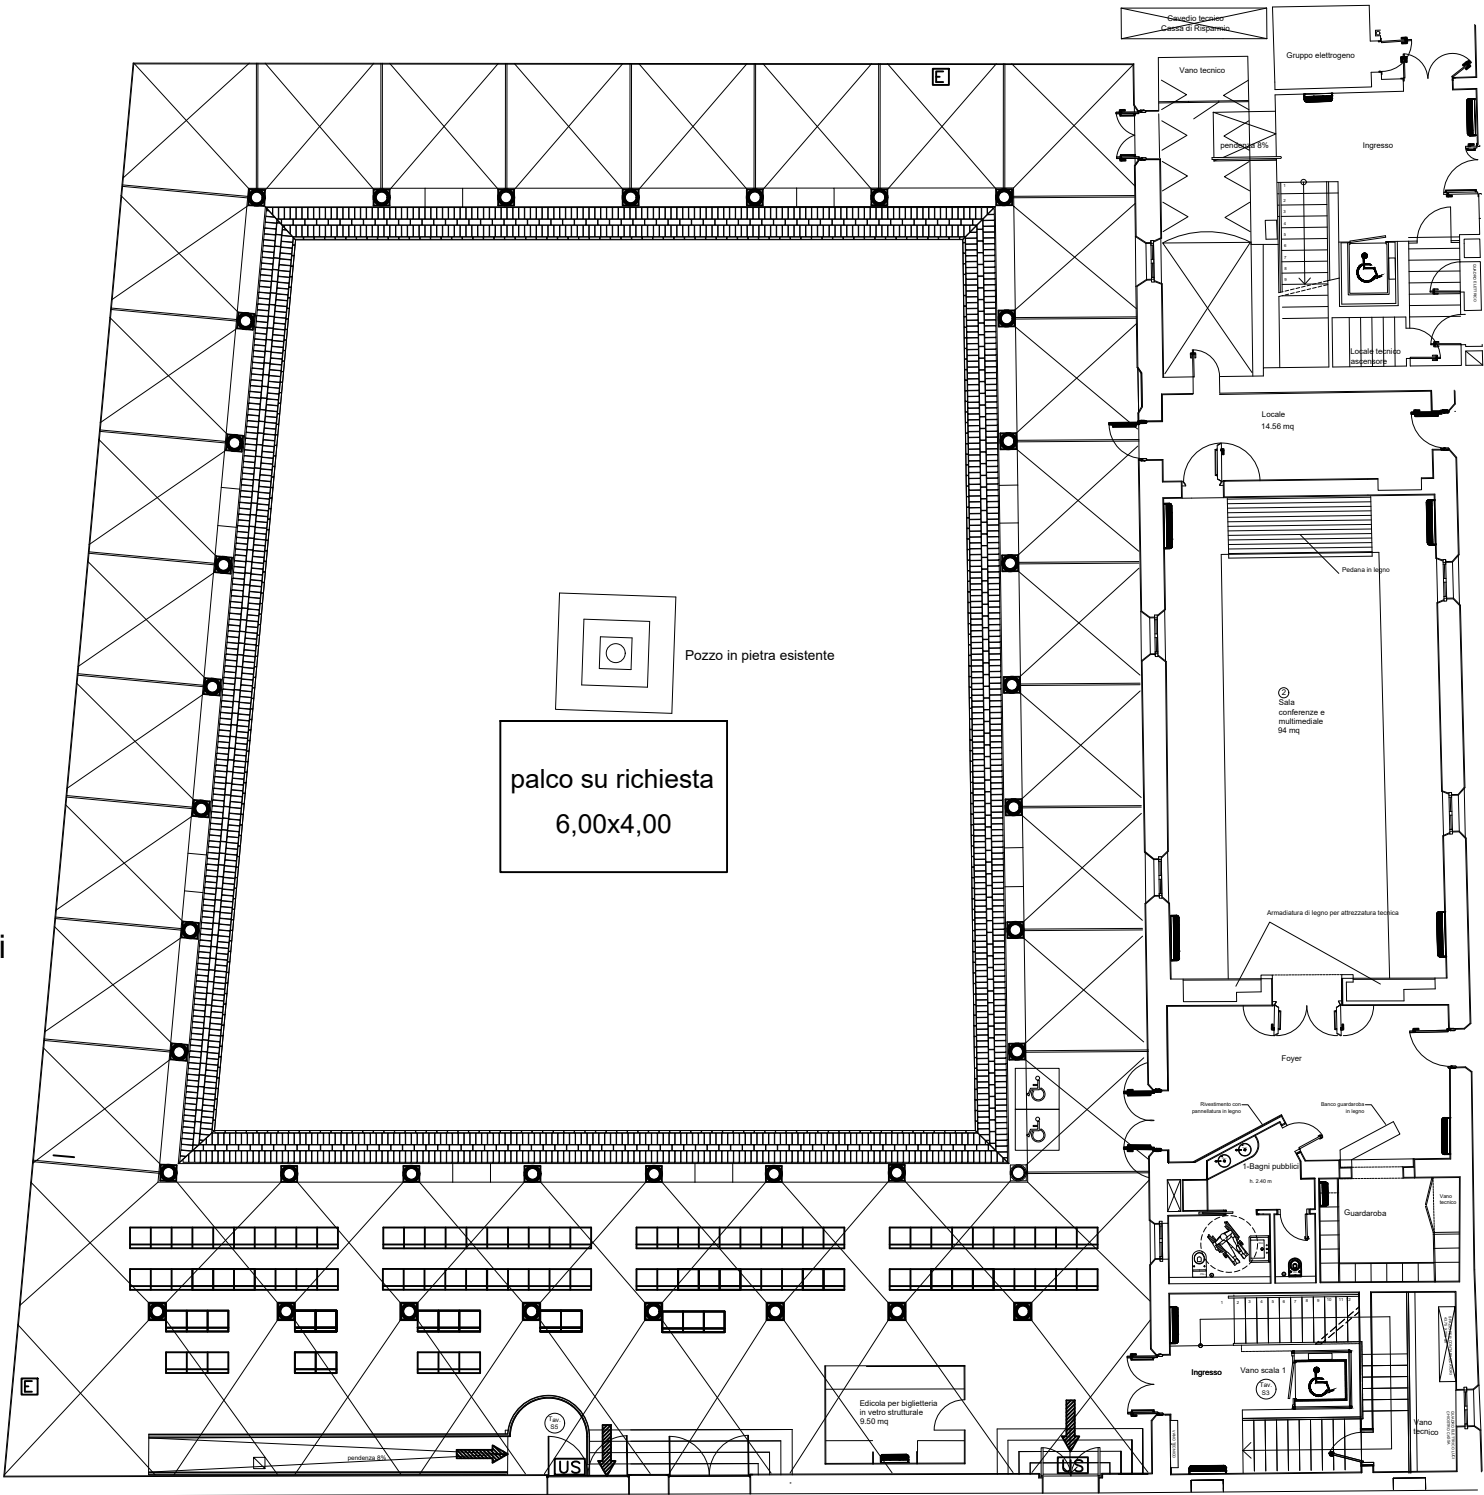 Cavedio tecnico
Cassa di Risparmio
Gruppo elettrogeno
Vano tecnico
E
pendenza 8%
Ingresso
QUADRO ELETTRICO
Locale tecnico
ascensore
Locale
14.56 mq
Pedana in legno
Pozzo in pietra esistente
2
Sala
conferenze e
multimediale
94 mq
palco su richiesta
6,00x4,00
Armadiatura di legno per attrezzatura tecnica
i
Foyer
Rivestimento con
pannellatura in legno
Banco guardaroba
in legno
1-Bagni pubblici
h. 2.40 m
Vano
tecnico
Guardaroba
E
Ingresso
Vano scala 1
Tav.
S3
Edicola per biglietteria
in vetro strutturale
9.50 mq
Tav.
S5
Vano
tecnico
pendenza 8%
US
US